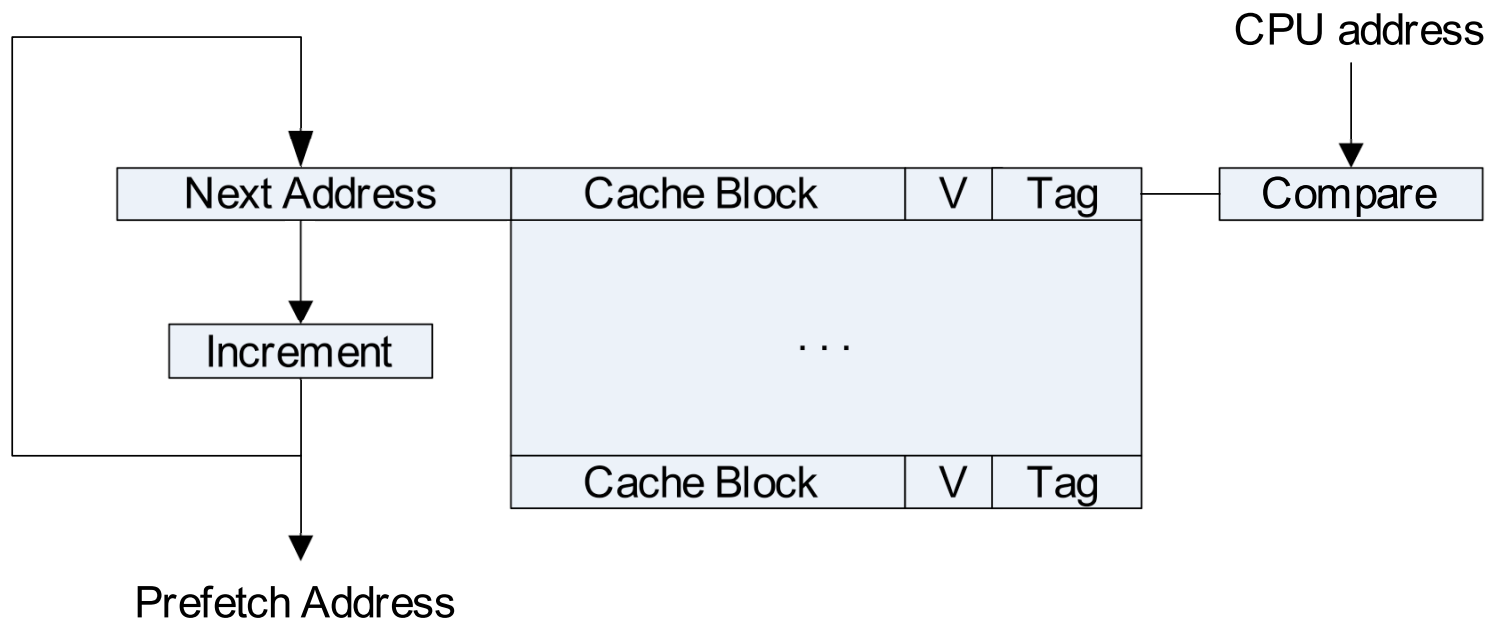 CPU address
Next Address Cache Block V Tag Compare
Increment
. . .
Cache Block V Tag
Prefetch Address